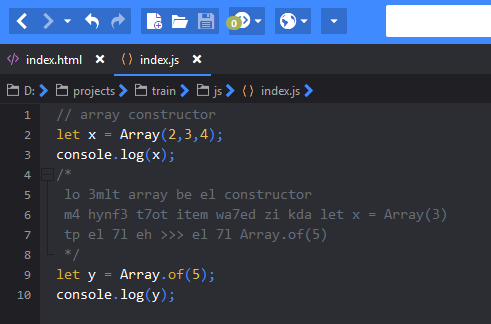 0
index.html
index.js
D: projects train js index.js
1 // array constructor
2 let x = Array(2,3,4);
3 console.log(x);
4 /*
5 lo 3mlt array be el constructor
6 m4 hynf3 t7ot item wa7ed zi kda let x = Array(3)
7 tp el 7l eh >>> el 7l Array.of(5)
8 */
9 let y = Array.of(5);
10 console.log(y);